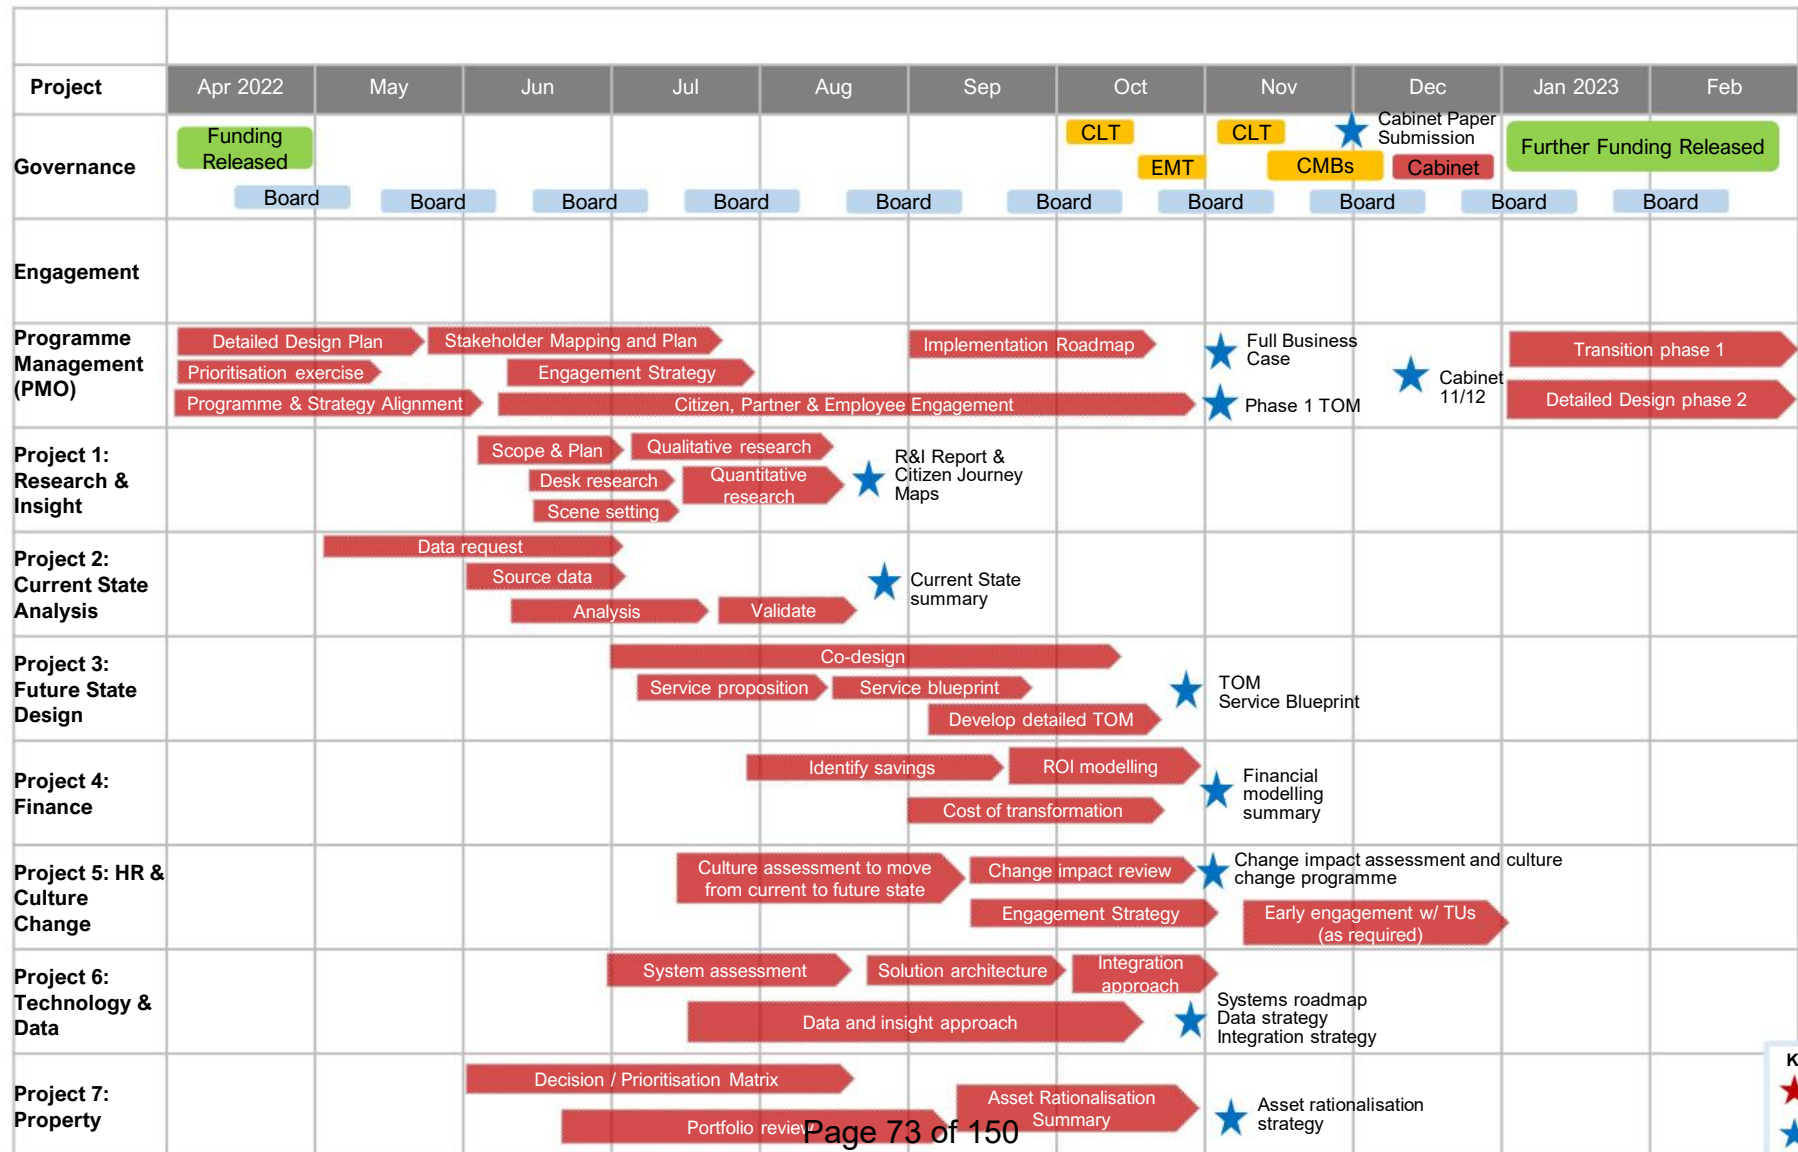 Project
Apr 2022
May
Jun
Jul
Aug
Sep
Oct
Nov
Dec
Jan 2023
Feb
Governance
Funding
Released
CLT
EMT
CLT
CMBs
Cabinet Paper
Submission
Cabinet
Further Funding Released
Board
Board
Board
Board
Board
Board
Board
Board
Board
Board
Engagement
Programme
Management
(PMO)
Detailed Design Plan
Stakeholder Mapping and Plan
Implementation Roadmap
Full Business
Case
Transition phase 1
Prioritisation exercise
Engagement Strategy
Cabinet
11/12
Programme & Strategy Alignment
Citizen, Partner & Employee Engagement
Phase 1 TOM
Detailed Design phase 2
Project 1:
Research &
Insight
Scope & Plan
Qualitative research
Desk research
Quantitative
research
Scene setting
R&I Report &
Citizen Journey
Maps
Project 2:
Current State
Analysis
Data request
Source data
Analysis
Validate
Current State
summary
Project 3:
Future State
Design
Co-design
Service proposition
Service blueprint
Develop detailed TOM
TOM
Service Blueprint
Project 4:
Finance
Identify savings
ROI modelling
Cost of transformation
Financial
modelling
summary
Project 5: HR &
Culture
Change
Culture assessment to move
from current to future state
Change impact review
Change impact assessment and culture
change programme
Engagement Strategy
Early engagement w/ TUs
(as required)
Project 6:
Technology &
Data
System assessment
Solution architecture
Integration
approach
Data and insight approach
Systems roadmap
Data strategy
Integration strategy
Project 7:
Property
Decision / Prioritisation Matrix
Portfolio review
Asset Rationalisation
Summary
Asset rationalisation
strategy
Page 73 of 150
K